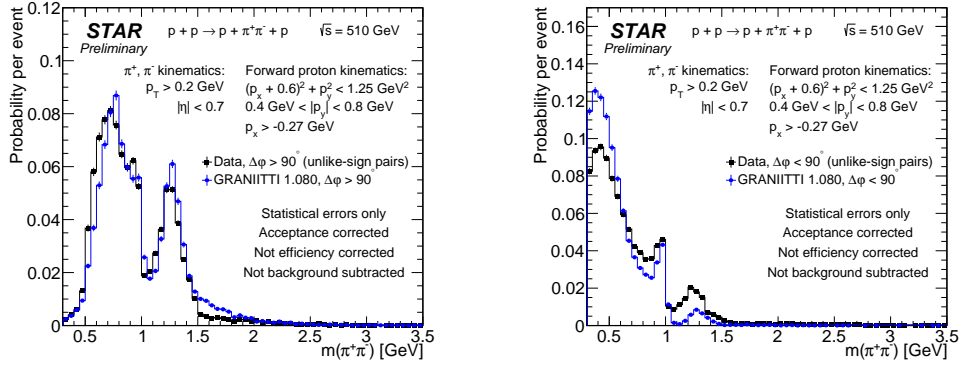 Probability per event
0.1
0.08
0.06
0.04
0.02
0
0.5 1 1.5 2 2.5 3 3.5
m(π⁺π⁻) [GeV]
STAR
Preliminary
p + p → p + π⁺π⁻ + p √s = 510 GeV
π⁺, π⁻ kinematics:
p_T > 0.2 GeV
|η| < 0.7
Forward proton kinematics:
(p_x + 0.6)² + p_y² < 1.25 GeV²
0.4 GeV < |p_y| < 0.8 GeV
p_x > -0.27 GeV
Data, Δφ > 90° (unlike-sign pairs)
GRANIITTI 1.080, Δφ > 90°
Statistical errors only
Acceptance corrected
Not efficiency corrected
Not background subtracted
Probability per event
0.16
0.14
0.12
0.1
0.08
0.06
0.04
0.02
0
0.5 1 1.5 2 2.5 3 3.5
m(π⁺π⁻) [GeV]
STAR
Preliminary
p + p → p + π⁺π⁻ + p √s = 510 GeV
π⁺, π⁻ kinematics:
p_T > 0.2 GeV
|η| < 0.7
Forward proton kinematics:
(p_x + 0.6)² + p_y² < 1.25 GeV²
0.4 GeV < |p_y| < 0.8 GeV
p_x > -0.27 GeV
Data, Δφ < 90° (unlike-sign pairs)
GRANIITTI 1.080, Δφ < 90°
Statistical errors only
Acceptance corrected
Not efficiency corrected
Not background subtracted